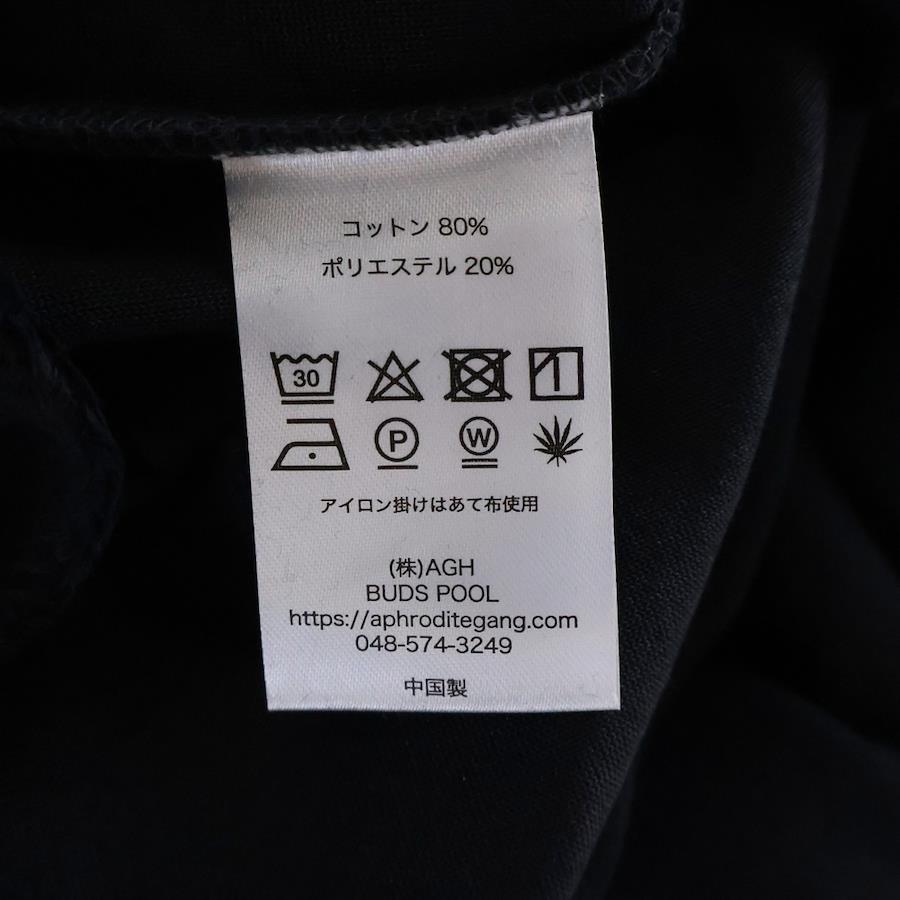 コットン 80%
ポリエステル 20%
30
P
W
アイロン掛けはあて布使用
(株)AGH
BUDS POOL
https://aphroditegang.com
048-574-3249
中国製